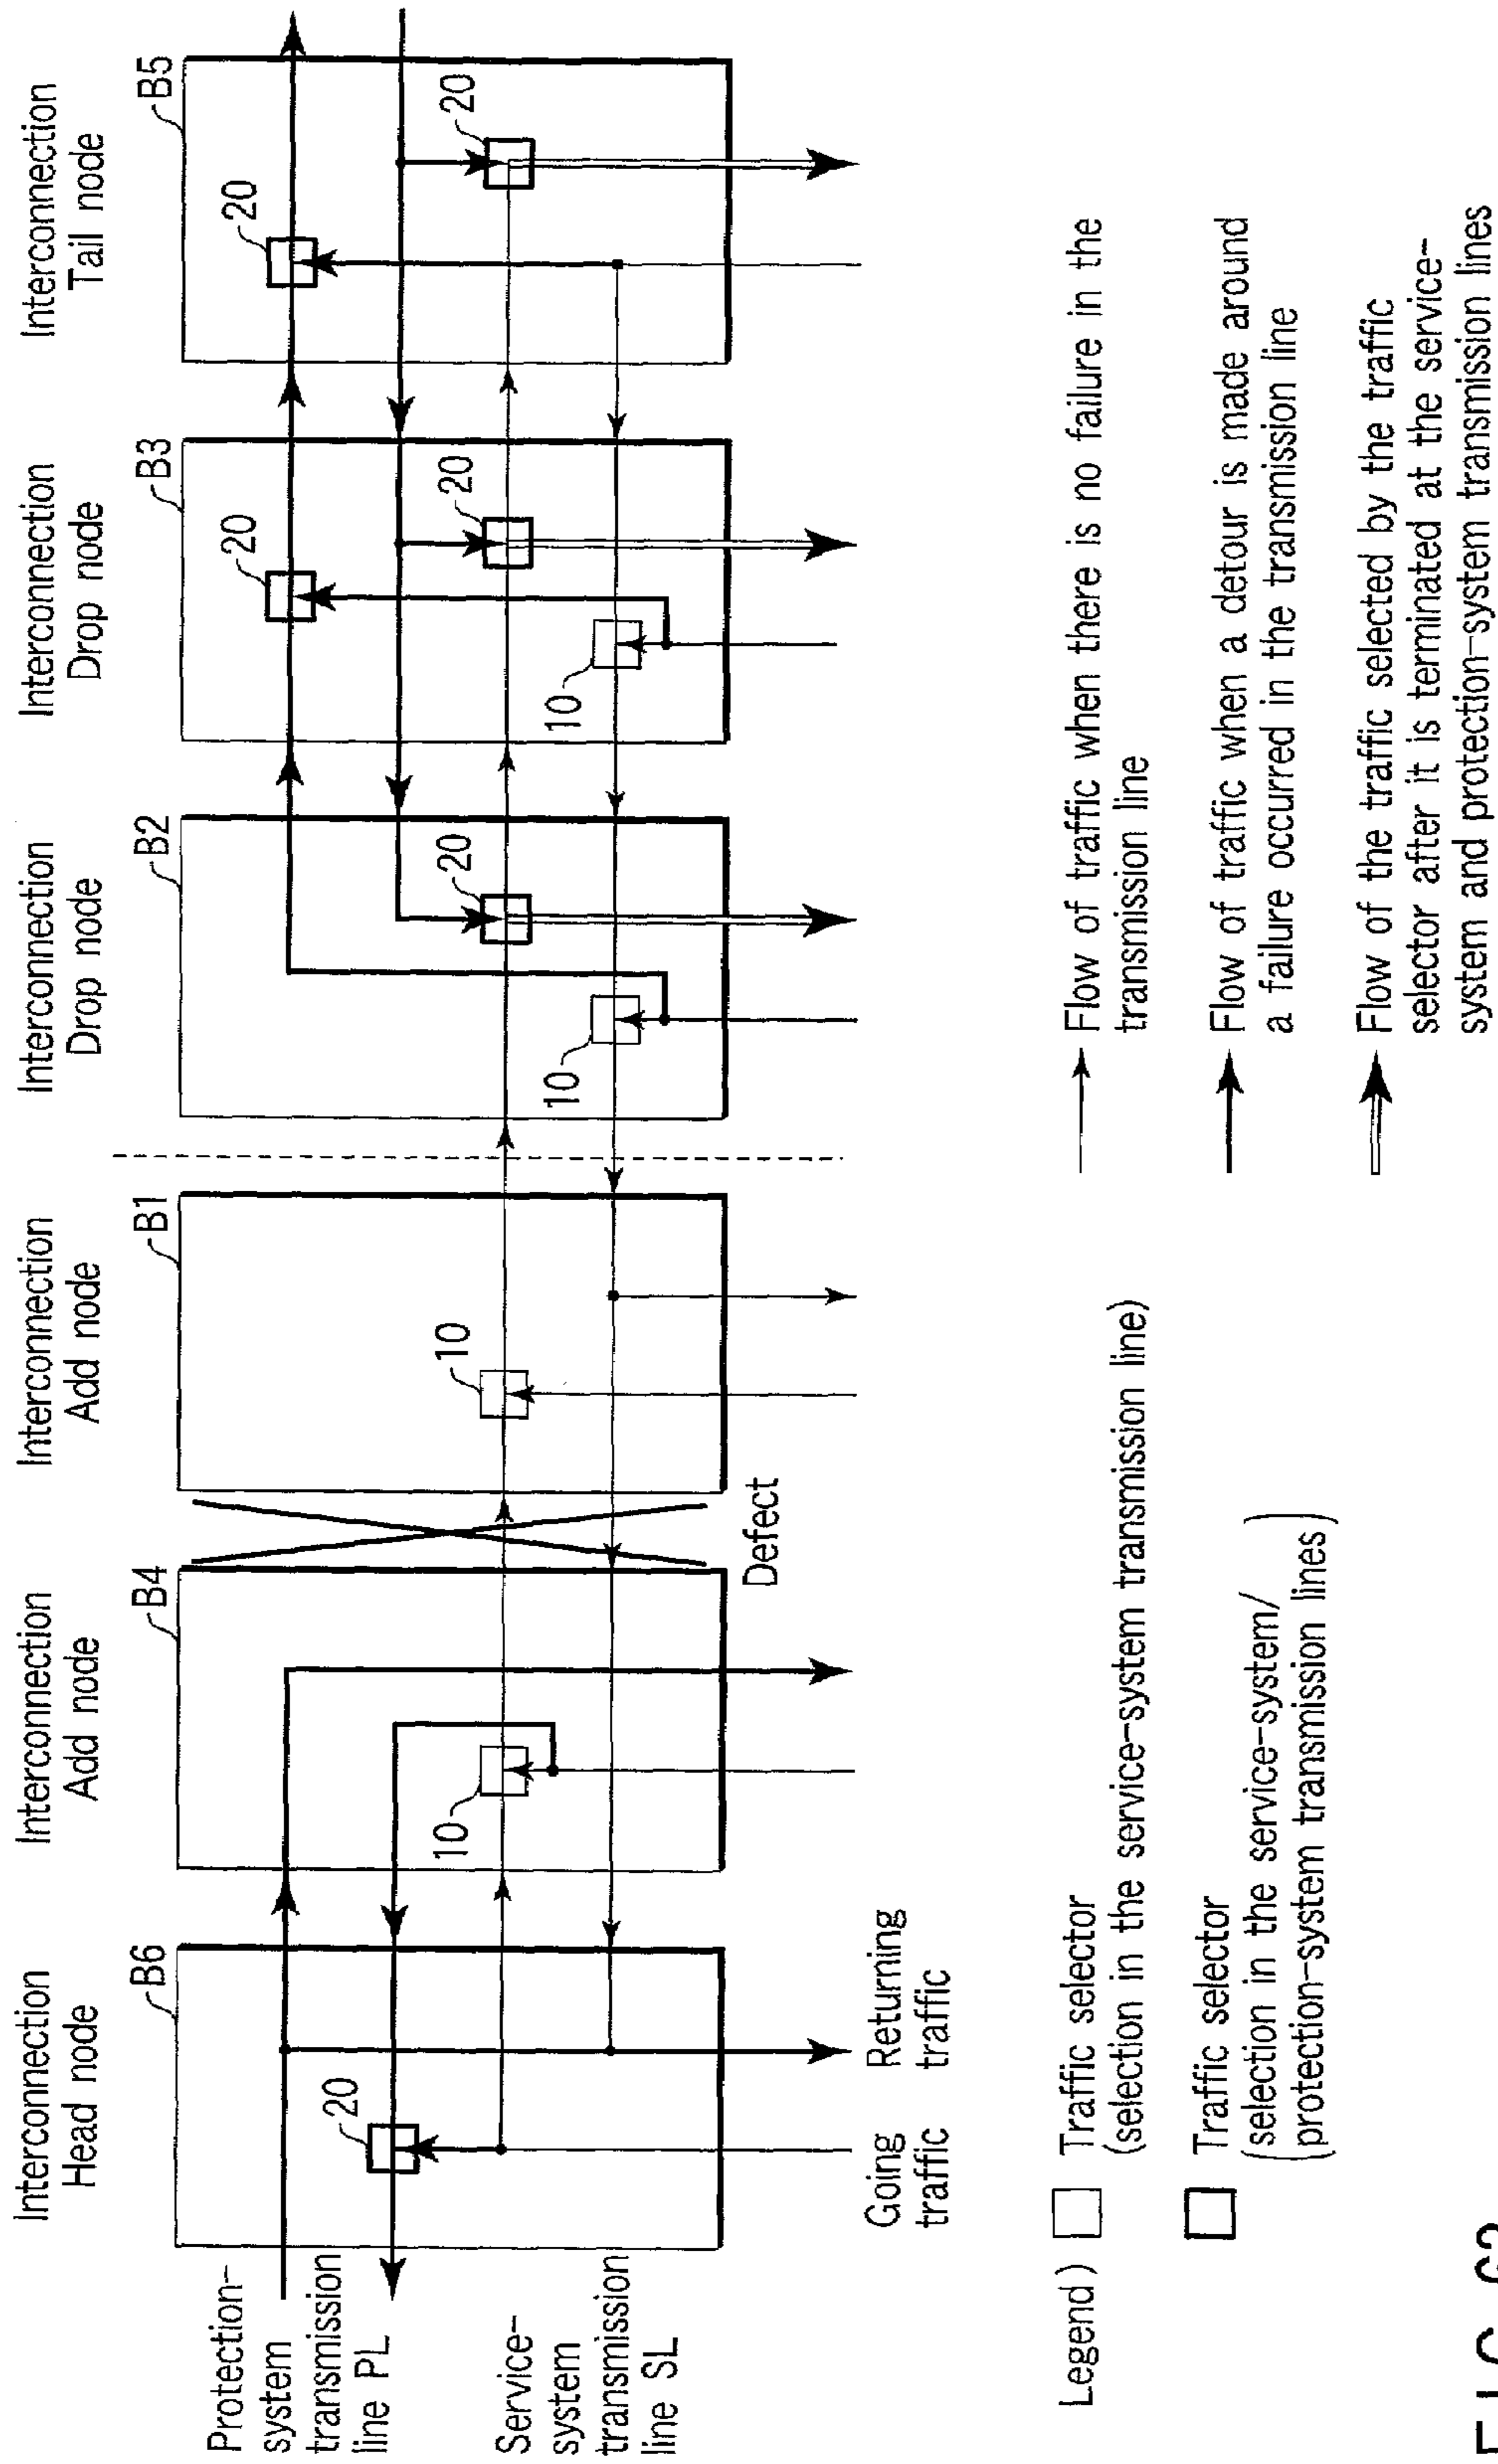 Interconnection
Head node
Interconnection
Add node
Interconnection
Add node
Interconnection
Drop node
Interconnection
Drop node
Interconnection
Tail node
B6
B4
B1
B2
B3
B5
Protection-
system
transmission
line PL
Service-
system
transmission
line SL
20
10
10
10
20
10
20
20
20
20
Defect
Going
traffic
Returning
traffic
Legend)
Traffic selector
(selection in the service-system transmission line)
Traffic selector
(selection in the service-system/
protection-system transmission lines)
Flow of traffic when there is no failure in the
transmission line
Flow of traffic when a detour is made around
a failure occurred in the transmission line
Flow of the traffic selected by the traffic
selector after it is terminated at the service-
system and protection-system transmission lines